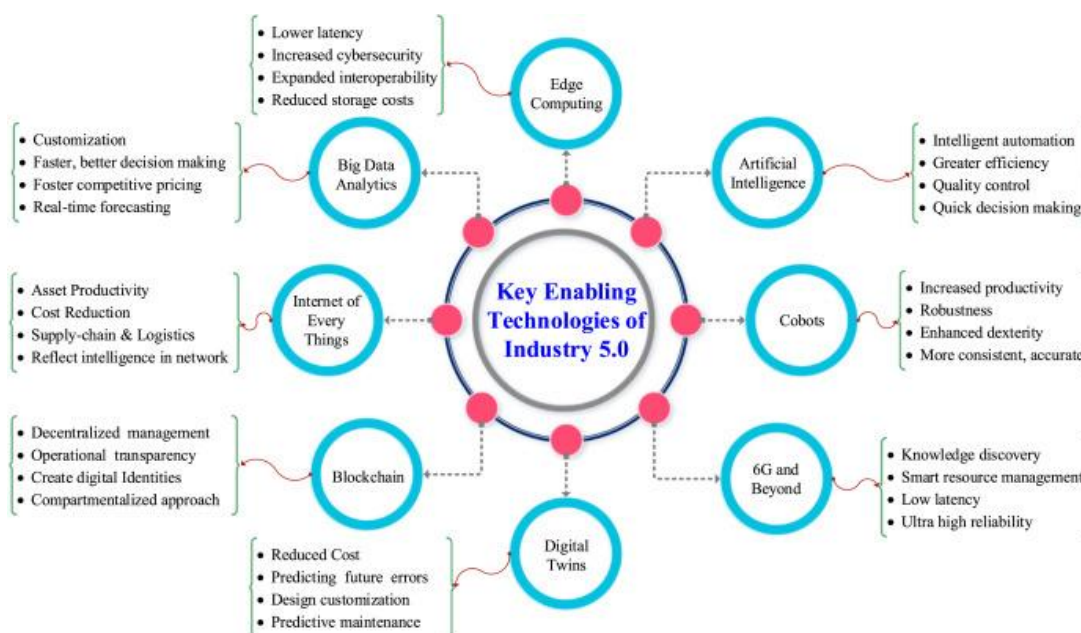 Lower latency
Increased cybersecurity
Expanded interoperability
Reduced storage costs
Edge
Computing
Customization
Faster, better decision making
Foster competitive pricing
Real-time forecasting
Big Data
Analytics
Artificial
Intelligence
Intelligent automation
Greater efficiency
Quality control
Quick decision making
Asset Productivity
Cost Reduction
Supply-chain & Logistics
Reflect intelligence in network
Internet of
Every
Things
Key Enabling
Technologies of
Industry 5.0
Cobots
Increased productivity
Robustness
Enhanced dexterity
More consistent, accurate
Decentralized management
Operational transparency
Create digital Identities
Compartmentalized approach
Blockchain
6G and
Beyond
Knowledge discovery
Smart resource management
Low latency
Ultra high reliability
Digital
Twins
Reduced Cost
Predicting future errors
Design customization
Predictive maintenance